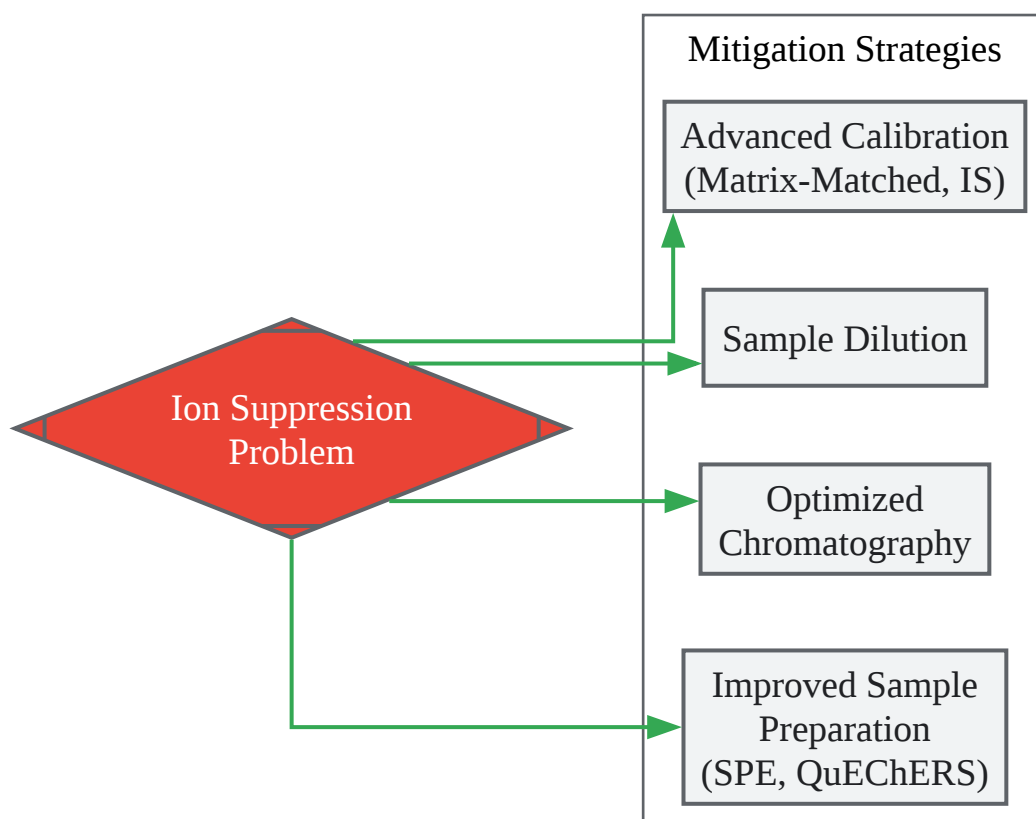 Mitigation Strategies
Advanced Calibration
(Matrix-Matched, IS)
Sample Dilution
Ion Suppression
Problem
Optimized
Chromatography
Improved Sample
Preparation
(SPE, QuEChERS)